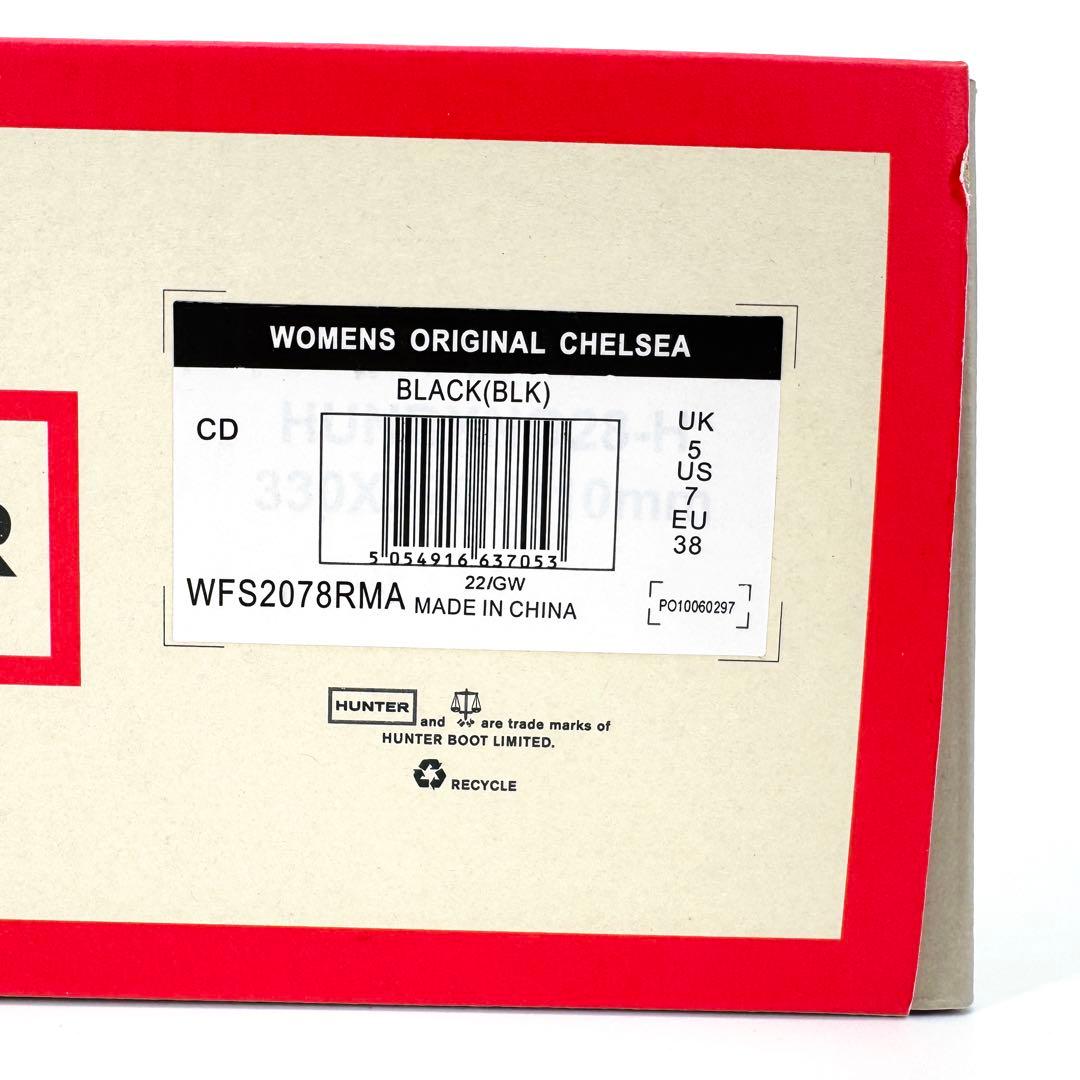 WOMENS ORIGINAL CHELSEA
BLACK(BLK)
CD
UK
5
US
7
EU
38
5 054916 637053
22/GW
WFS2078RMA MADE IN CHINA
PO10060297
R
HUNTER and are trade marks of
HUNTER BOOT LIMITED.
RECYCLE